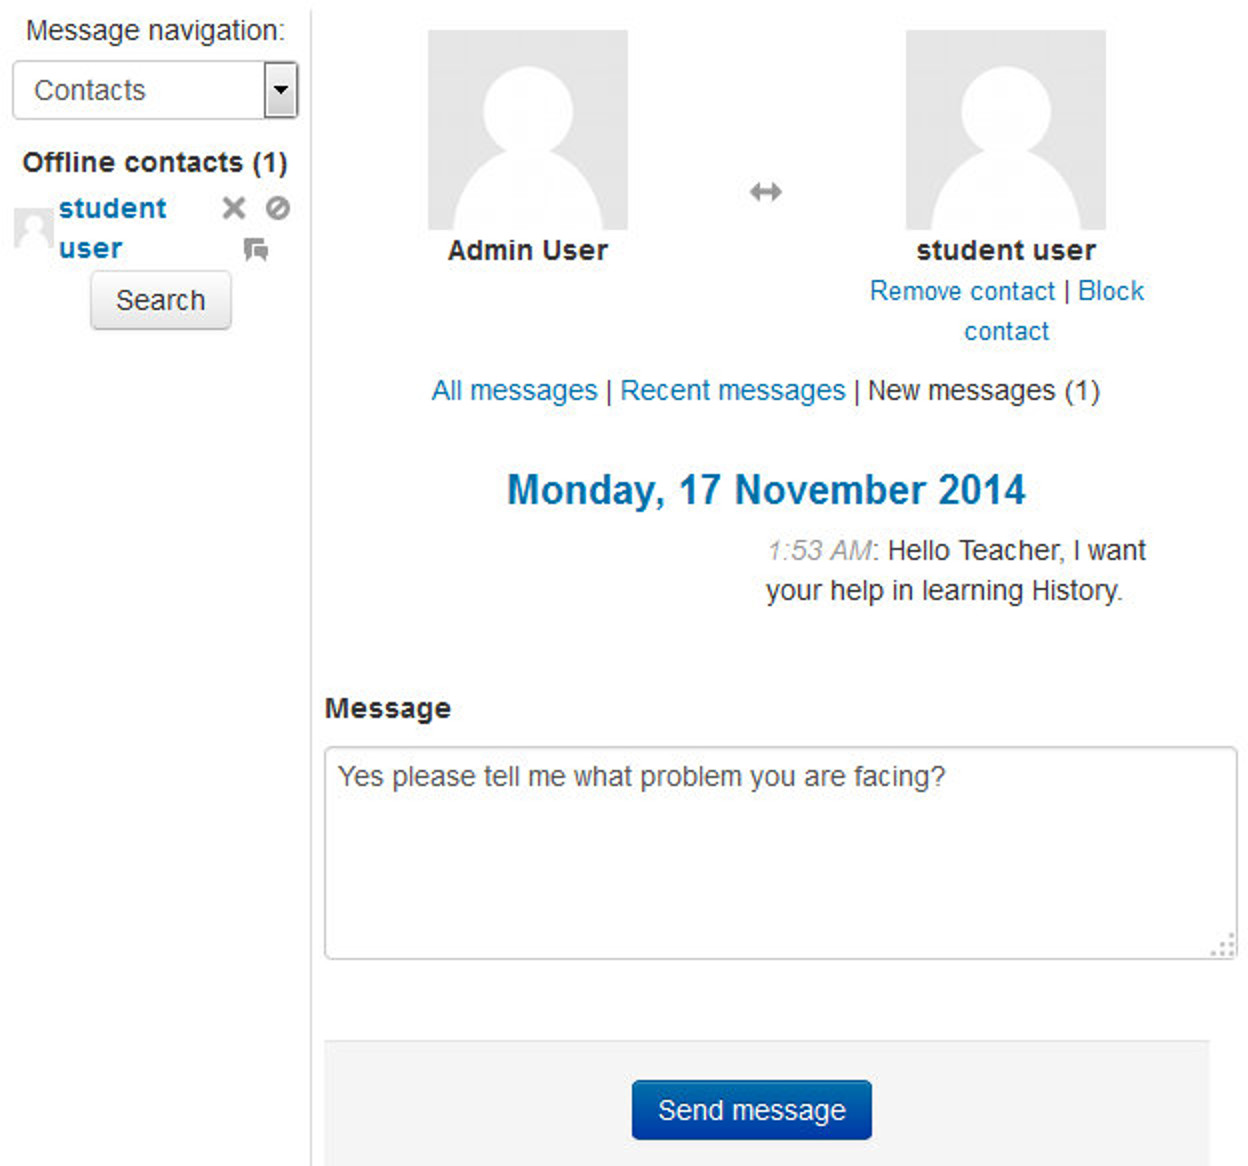 Message navigation:
Contacts
Offline contacts (1)
student
user
Search
Admin User
student user
Remove contact | Block
contact
All messages | Recent messages | New messages (1)
Monday, 17 November 2014
1:53 AM: Hello Teacher, I want
your help in learning History.
Message
Yes please tell me what problem you are facing?
Send message